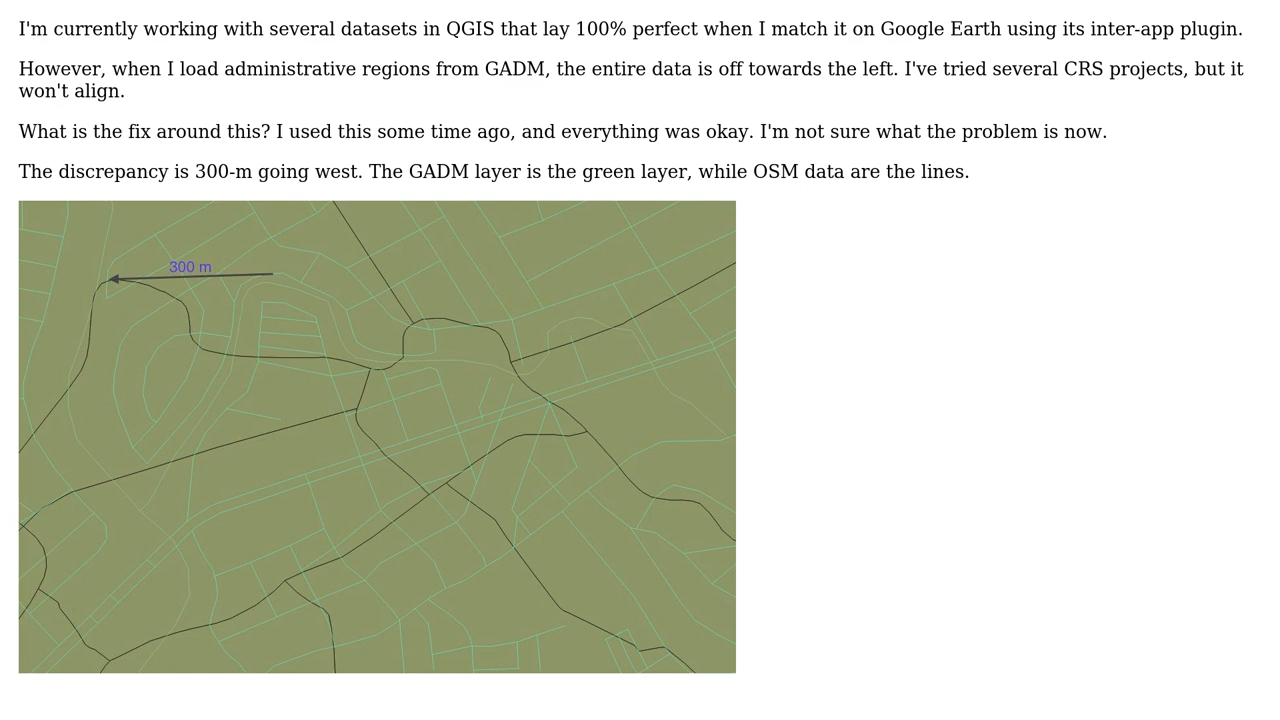 I'm currently working with several datasets in QGIS that lay 100% perfect when I match it on Google Earth using its inter-app plugin.
However, when I load administrative regions from GADM, the entire data is off towards the left. I've tried several CRS projects, but it
won't align.
What is the fix around this? I used this some time ago, and everything was okay. I'm not sure what the problem is now.
The discrepancy is 300-m going west. The GADM layer is the green layer, while OSM data are the lines.
300 m